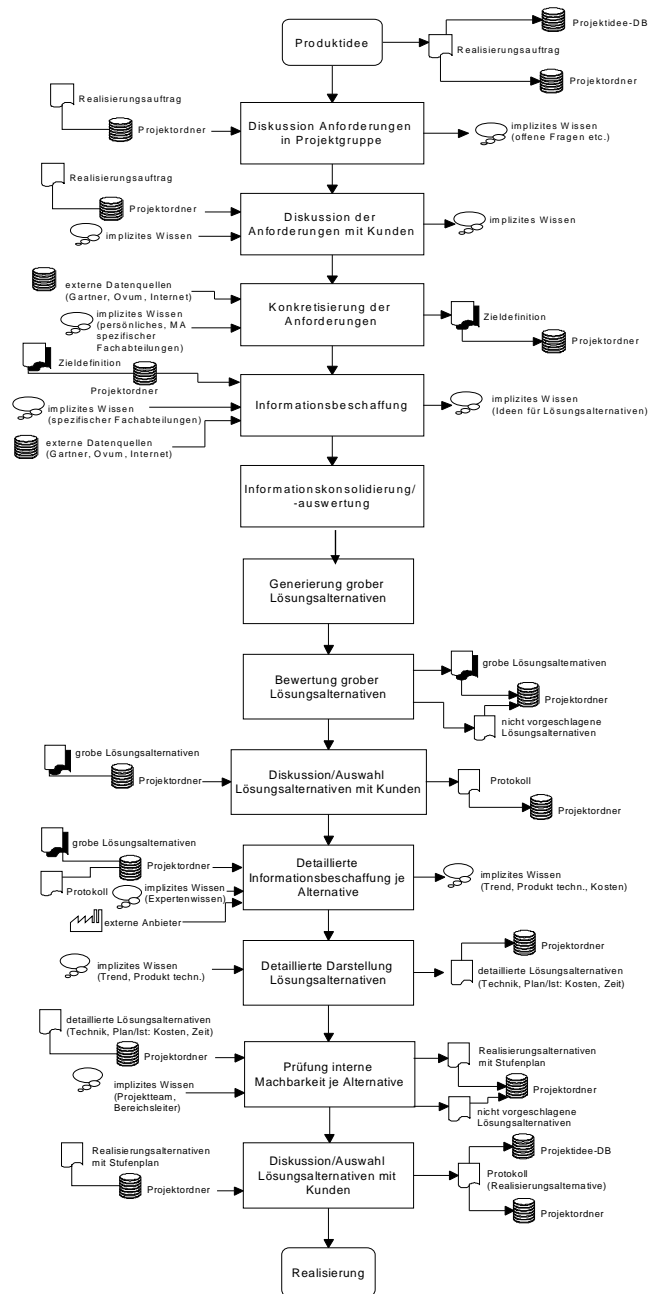 Produktidee
Projektidee-DB
Realisierungsauftrag
Projektordner
Realisierungsauftrag
Projektordner
Diskussion Anforderungen
in Projektgruppe
implizites Wissen
(offene Fragen etc.)
Realisierungsauftrag
Projektordner
implizites Wissen
Diskussion der
Anforderungen mit Kunden
implizites Wissen
externe Datenquellen
(Gartner, Ovum, Internet)
implizites Wissen
(persönliches, MA
spezifischer
Fachabteilungen)
Konkretisierung der
Anforderungen
Zieldefinition
Projektordner
Zieldefinition
Projektordner
implizites Wissen
(spezifischer Fachabteilungen)
externe Datenquellen
(Gartner, Ovum, Internet)
Informationsbeschaffung
implizites Wissen
(Ideen für Lösungsalternativen)
Informationskonsolidierung/
-auswertung
Generierung grober
Lösungsalternativen
Bewertung grober
Lösungsalternativen
grobe Lösungsalternativen
Projektordner
nicht vorgeschlagene
Lösungsalternativen
grobe Lösungsalternativen
Projektordner
Diskussion/Auswahl
Lösungsalternativen mit Kunden
Protokoll
Projektordner
grobe Lösungsalternativen
Projektordner
Protokoll
implizites Wissen
(Expertenwissen)
externe Anbieter
Detaillierte
Informationsbeschaffung je
Alternative
implizites Wissen
(Trend, Produkt techn., Kosten)
implizites Wissen
(Trend, Produkt techn.)
Detaillierte Darstellung
Lösungsalternativen
Projektordner
detaillierte Lösungsalternativen
(Technik, Plan/Ist: Kosten, Zeit)
detaillierte Lösungsalternativen
(Technik, Plan/Ist: Kosten, Zeit)
Projektordner
implizites Wissen
(Projektteam,
Bereichsleiter)
Prüfung interne
Machbarkeit je Alternative
Realisierungsalternativen
mit Stufenplan
Projektordner
nicht vorgeschlagene
Lösungsalternativen
Realisierungsalternativen
mit Stufenplan
Projektordner
Diskussion/Auswahl
Lösungsalternativen mit
Kunden
Projektidee-DB
Protokoll
(Realisierungsalternative)
Projektordner
Realisierung